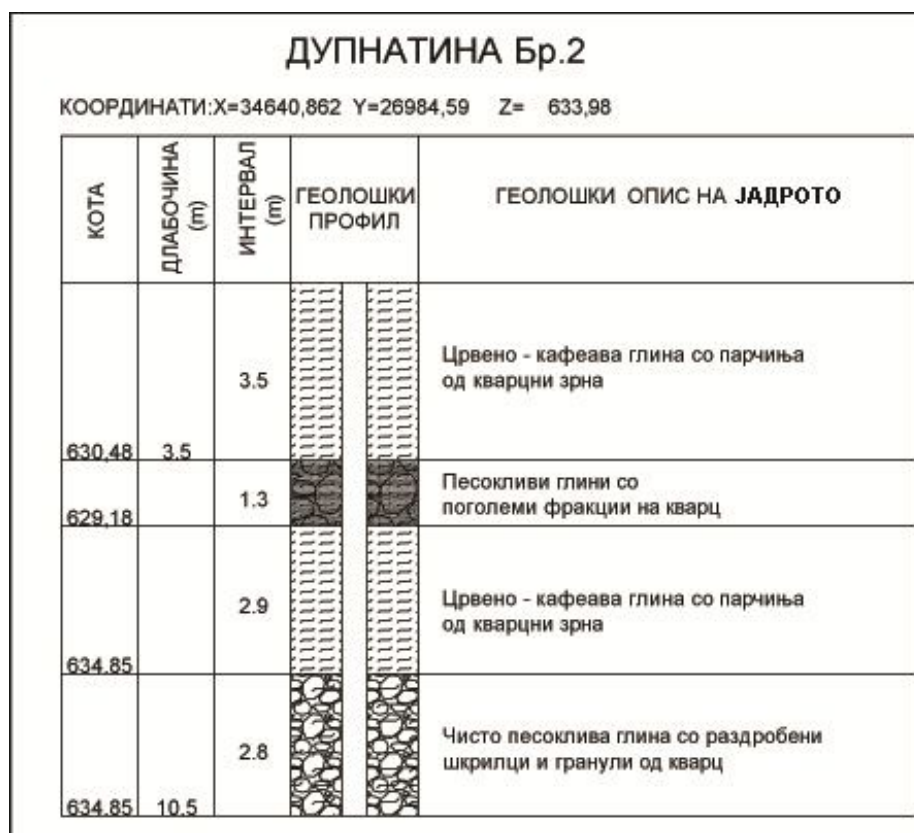 ДУПНАТИНА Бр.2
КООРДИНАТИ:X=34640,862 Y=26984,59 Z= 633,98
КОТА
ДЛАБОЧИНА
(m)
ИНТЕРВАЛ
(m)
ГЕОЛОШКИ
ПРОФИЛ
ГЕОЛОШКИ ОПИС НА ЈАДРОТО
3.5
Црвено - кафеава глина со парчиња
од кварцни зрна
630,48 3.5
1.3
Песокливи глини со
поголеми фракции на кварц
629,18
2.9
Црвено - кафеава глина со парчиња
од кварцни зрна
634.85
2.8
Чисто песоклива глина со раздробени
шкрилци и гранули од кварц
634.85 10.5